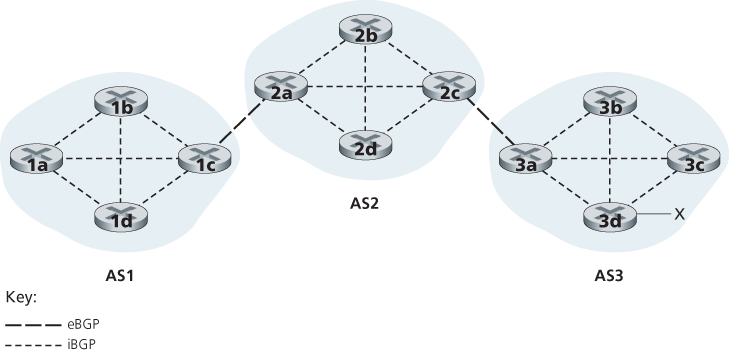 2b
2a
2c
2d
AS2
1b
1a
1c
1d
AS1
3b
3a
3c
3d
X
AS3
Key:
eBGP
iBGP